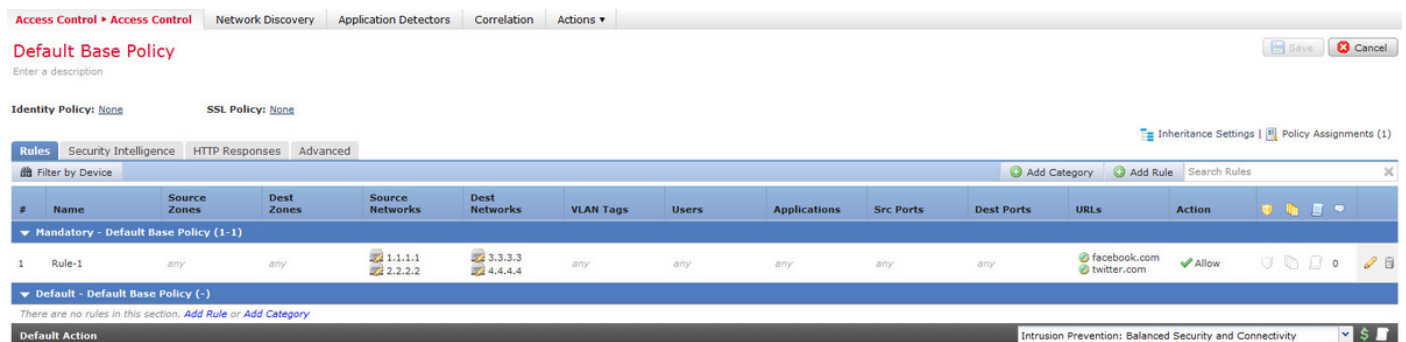 Access Control ▸ Access Control Network Discovery Application Detectors Correlation Actions ▾
Default Base Policy
Save Cancel
Enter a description
Identity Policy: None SSL Policy: None
Inheritance Settings | Policy Assignments (1)
Rules Security Intelligence HTTP Responses Advanced
Filter by Device Add Category Add Rule Search Rules
# Name Source Zones Dest Zones Source Networks Dest Networks VLAN Tags Users Applications Src Ports Dest Ports URLs Action
Mandatory - Default Base Policy (1-1)
1 Rule-1 any any 1.1.1.1 3.3.3.3 any any any any any facebook.com Allow 0
2.2.2.2 4.4.4.4 twitter.com
Default - Default Base Policy (-)
There are no rules in this section. Add Rule or Add Category
Default Action Intrusion Prevention: Balanced Security and Connectivity $